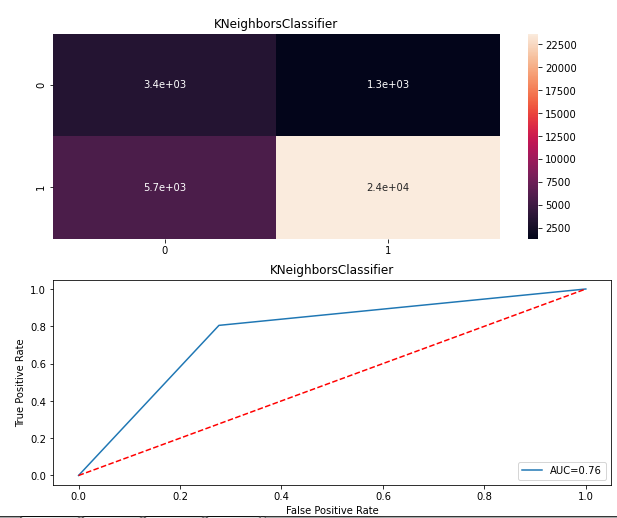 KNeighborsClassifier
0
3.4e+03
1.3e+03
1
5.7e+03
2.4e+04
0
1
22500
20000
17500
15000
12500
10000
7500
5000
2500
KNeighborsClassifier
True Positive Rate
1.0
0.8
0.6
0.4
0.2
0.0
AUC=0.76
0.0
0.2
0.4
0.6
0.8
1.0
False Positive Rate